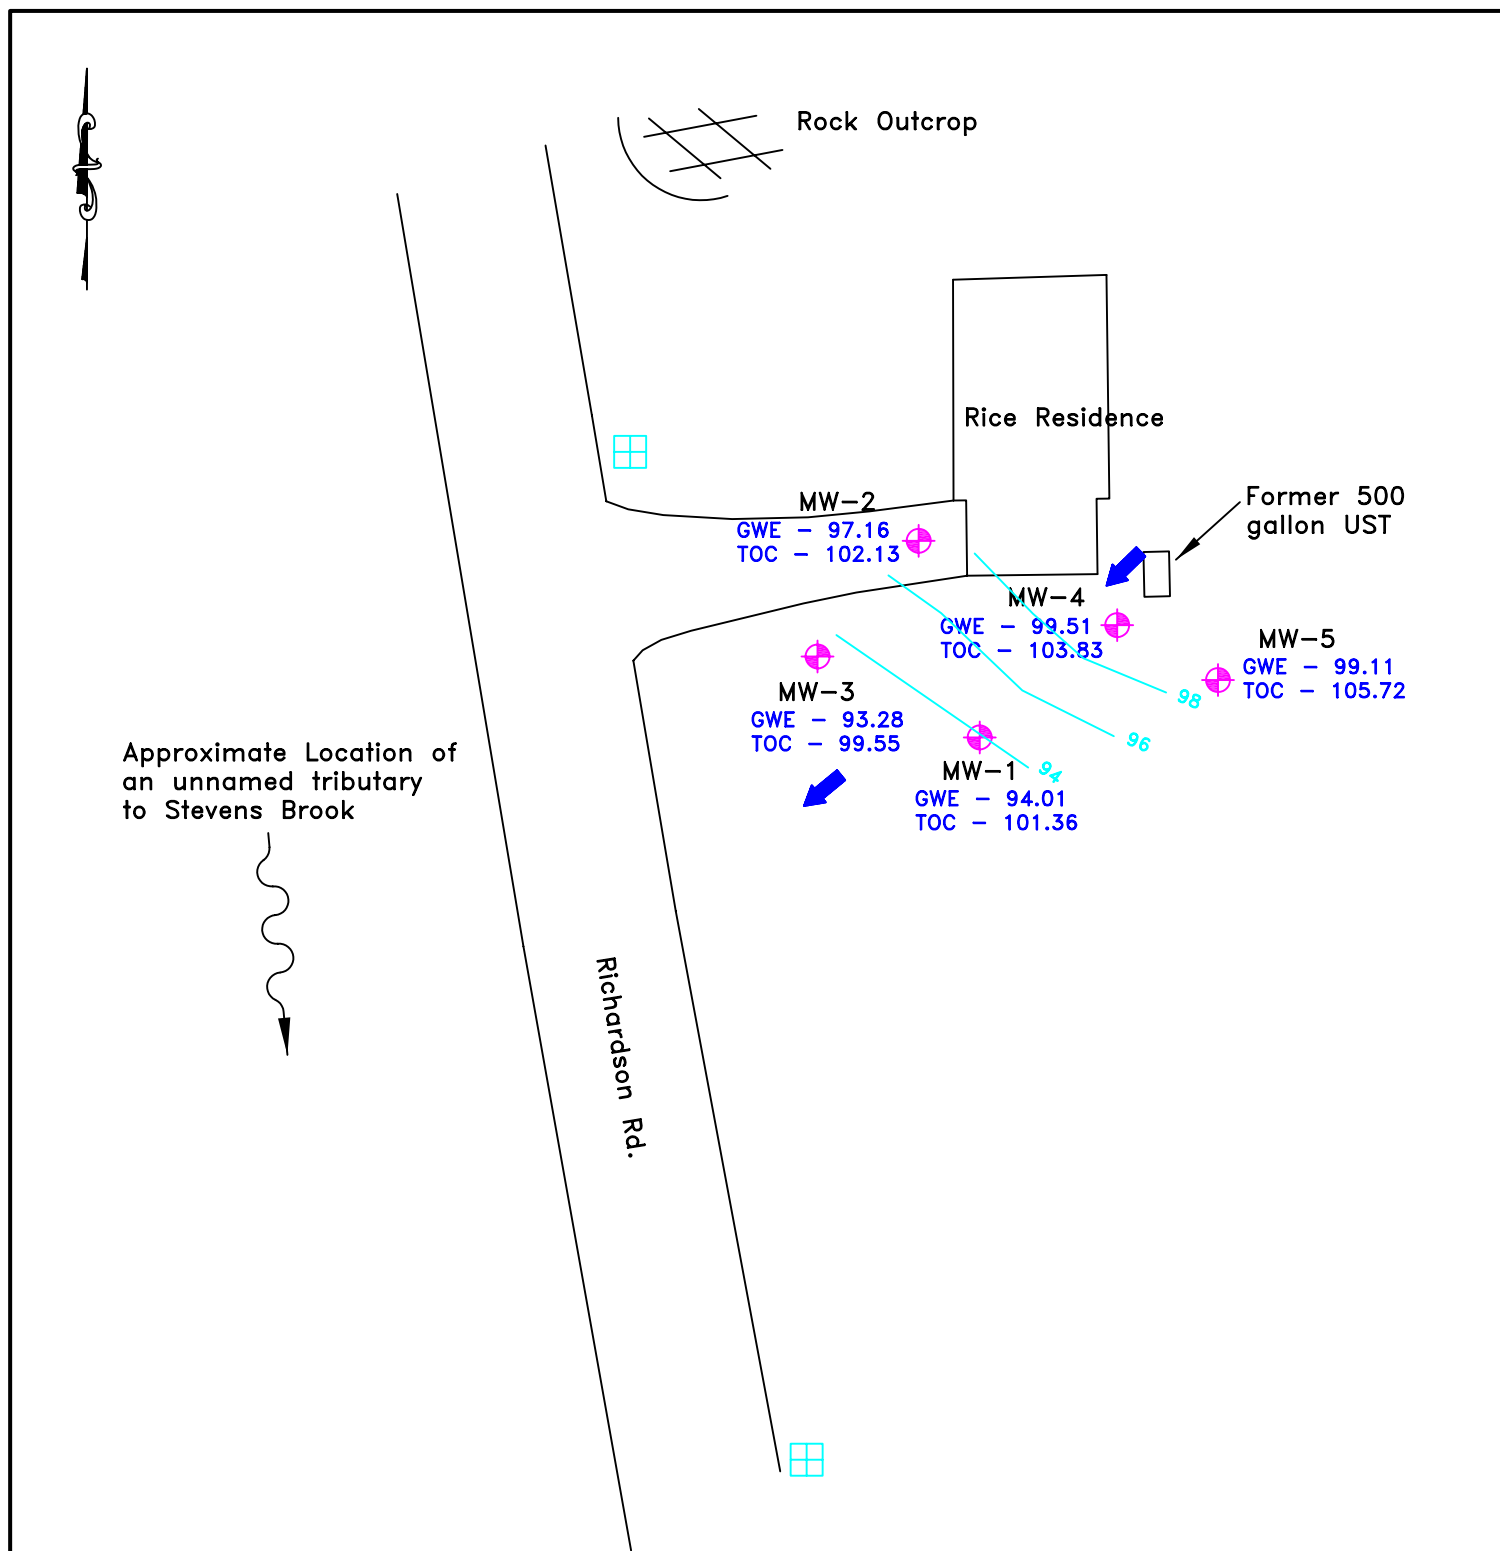 Rock Outcrop
Rice Residence
MW-2
GWE - 97.16
TOC - 102.13
Former 500
gallon UST
MW-4
GWE - 99.51
TOC - 103.83
MW-5
GWE - 99.11
TOC - 105.72
MW-3
GWE - 93.28
TOC - 99.55
98
96
94
MW-1
GWE - 94.01
TOC - 101.36
Approximate Location of
an unnamed tributary
to Stevens Brook
Richardson Rd.